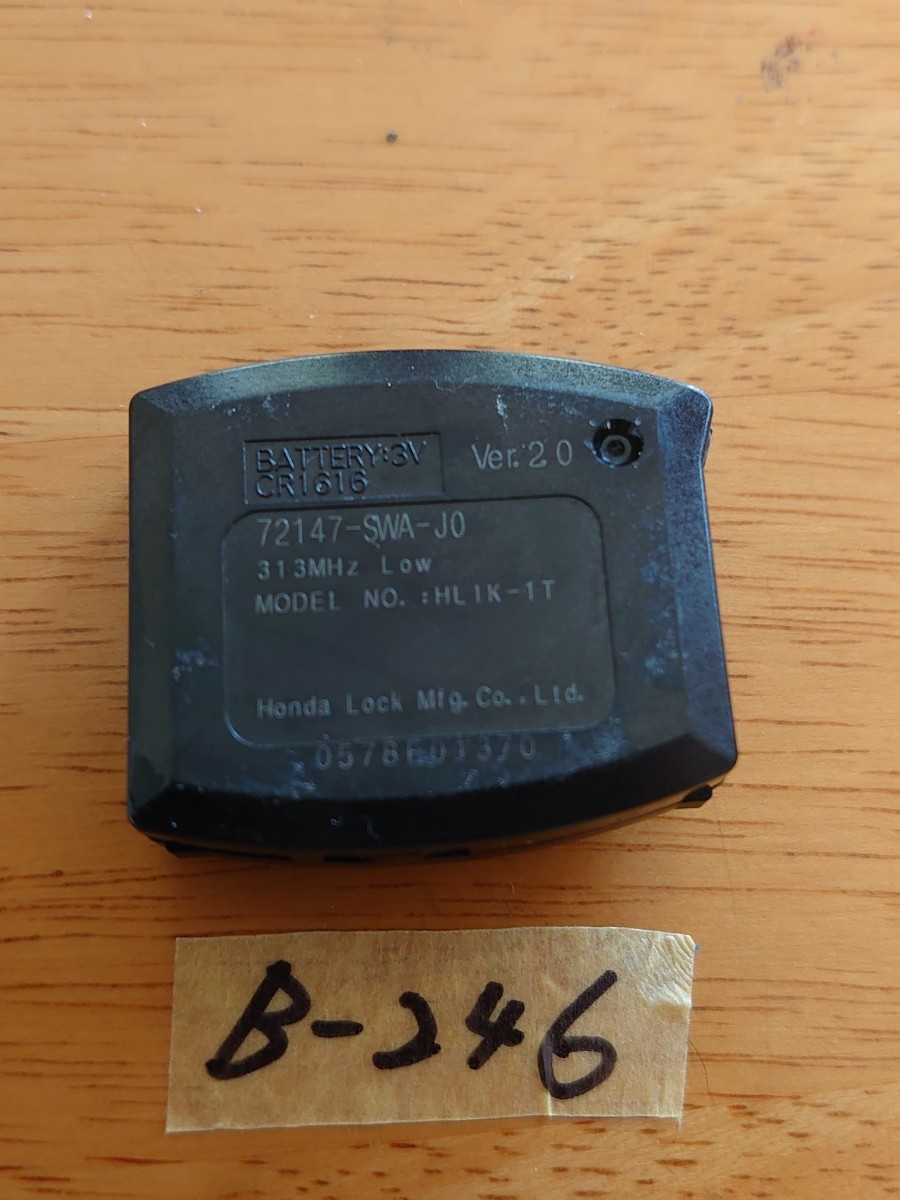 BATTERY:3V
CR1616
Ver.2.0
72147-SWA-J0
313MHz Low
MODEL NO.:HLIK-1T
Honda Lock Mfg.Co.,Ltd.
B-246